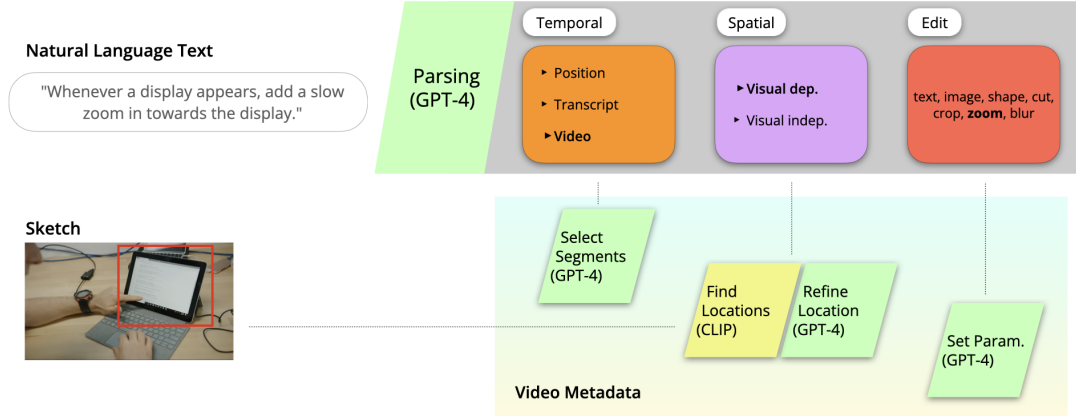 Natural Language Text
"Whenever a display appears, add a slow
zoom in towards the display."
Parsing
(GPT-4)
Temporal
▸ Position
▸ Transcript
▸ Video
Spatial
▸ Visual dep.
▸ Visual indep.
Edit
text, image, shape, cut,
crop, zoom, blur
Sketch
Select
Segments
(GPT-4)
Find
Locations
(CLIP)
Refine
Location
(GPT-4)
Set Param.
(GPT-4)
Video Metadata